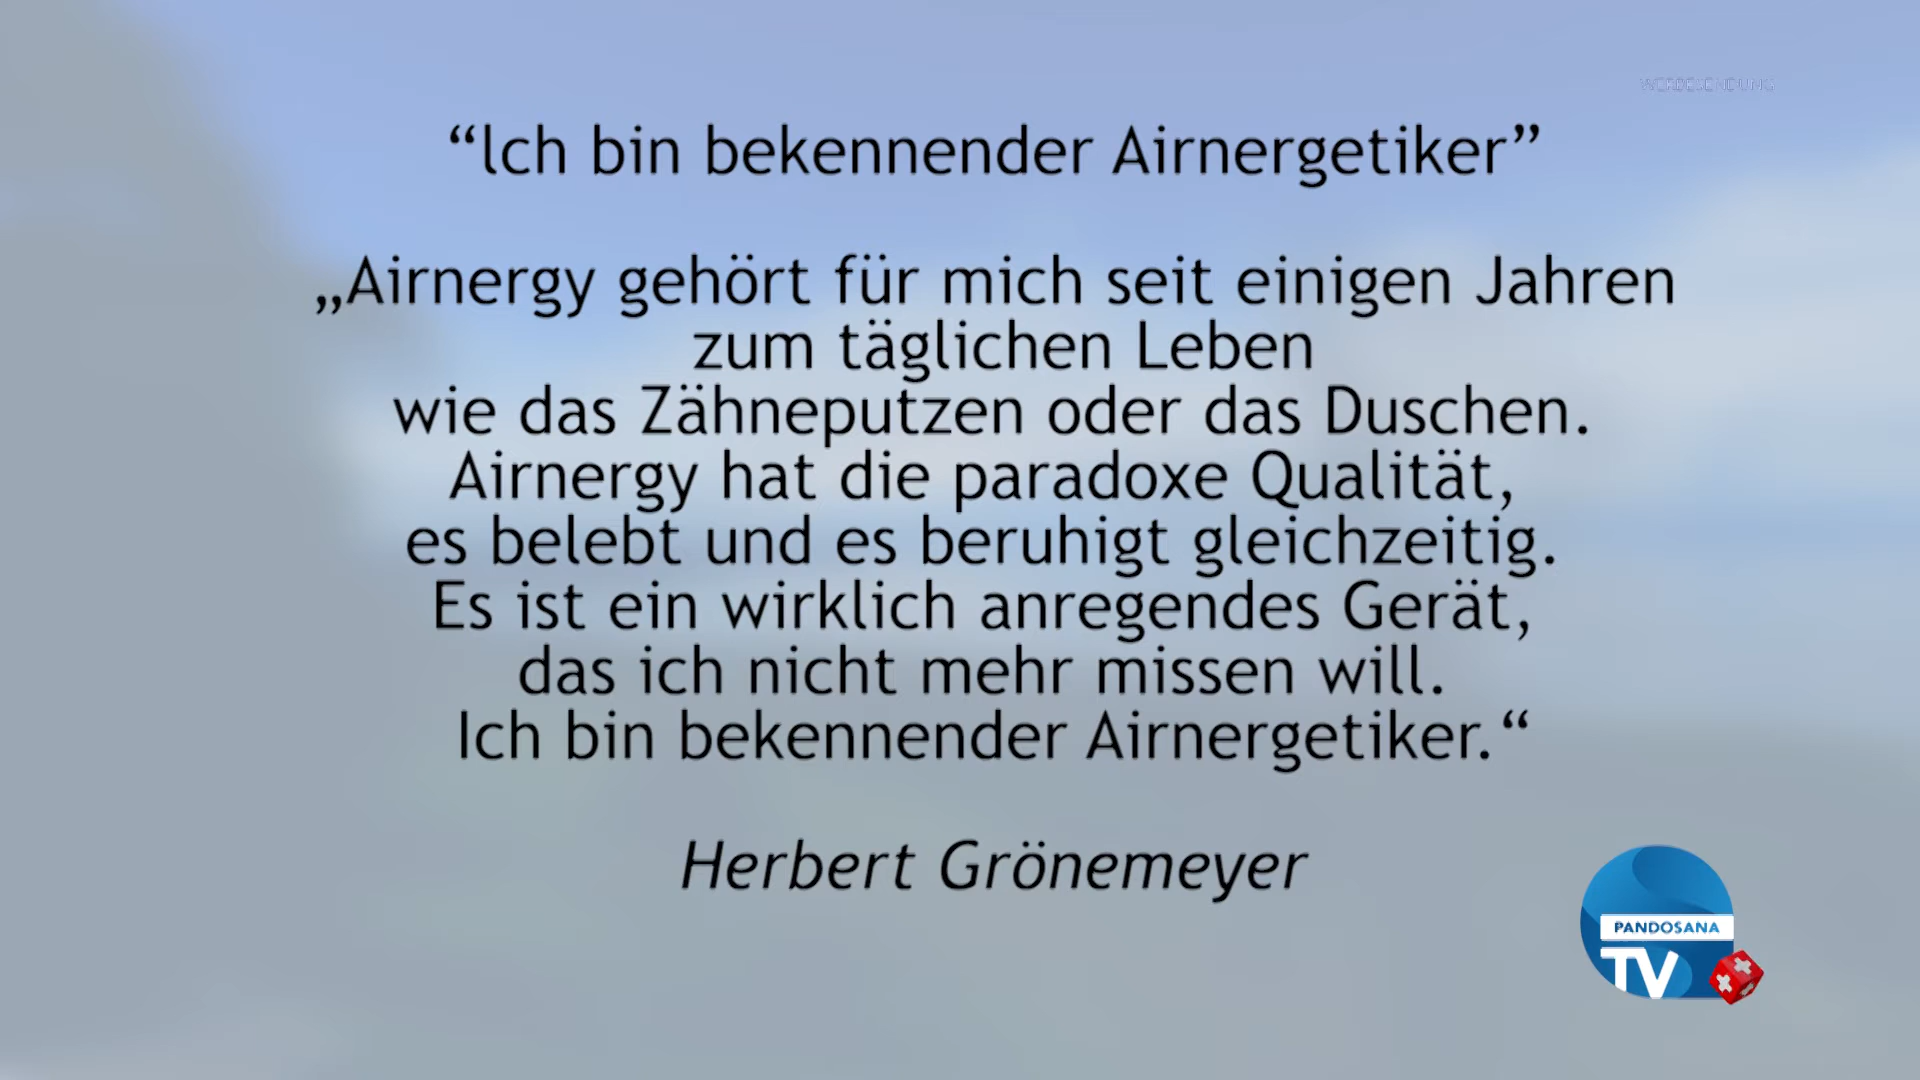 WERBESENDUNG
“Ich bin bekennender Airnergetiker”
„Airnergy gehört für mich seit einigen Jahren
zum täglichen Leben
wie das Zähneputzen oder das Duschen.
Airnergy hat die paradoxe Qualität,
es belebt und es beruhigt gleichzeitig.
Es ist ein wirklich anregendes Gerät,
das ich nicht mehr missen will.
Ich bin bekennender Airnergetiker.“
Herbert Grönemeyer
PANDOSANA
TV